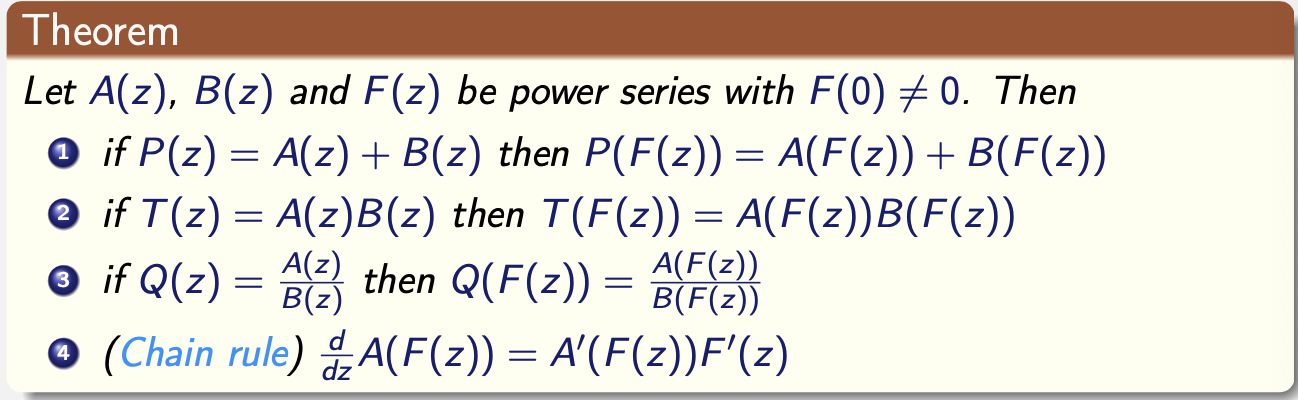 Theorem
Let A(z), B(z) and F(z) be power series with F(0) ≠ 0. Then
1 if P(z) = A(z) + B(z) then P(F(z)) = A(F(z)) + B(F(z))
2 if T(z) = A(z)B(z) then T(F(z)) = A(F(z))B(F(z))
3 if Q(z) = \frac{A(z)}{B(z)} then Q(F(z)) = \frac{A(F(z))}{B(F(z))}
4 (Chain rule) \frac{d}{dz}A(F(z)) = A′(F(z))F′(z)